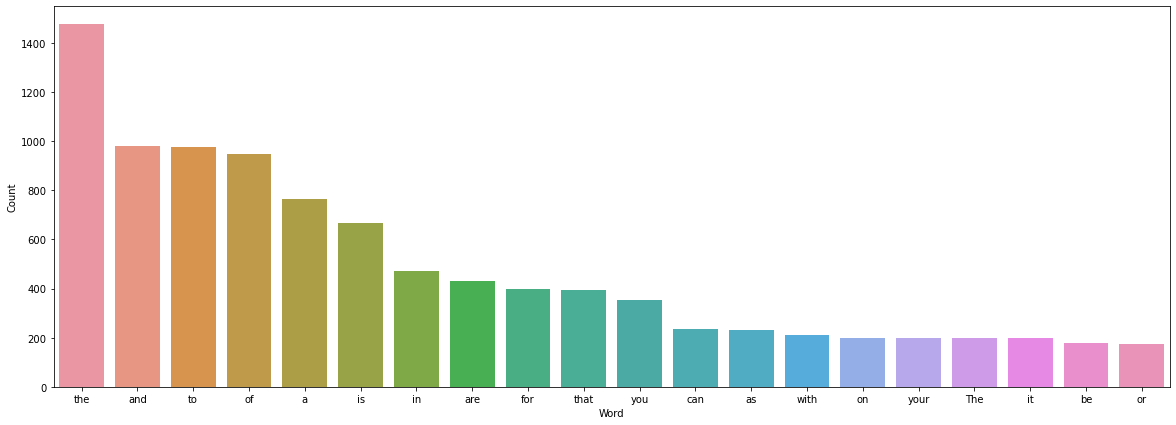 1400
1200
1000
800
600
400
200
0
Count
the and to of a is in are for that you can as with on your The it be or
Word